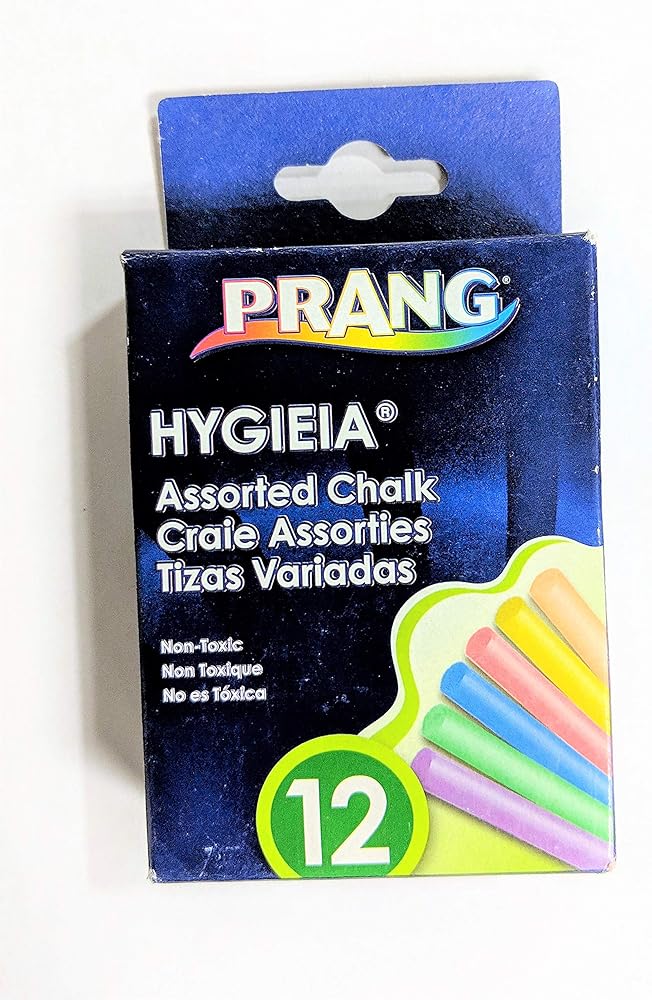 PRANG®
HYGIEIA®
Assorted Chalk
Craie Assorties
Tizas Variadas
Non-Toxic
Non Toxique
No es Tóxica
12